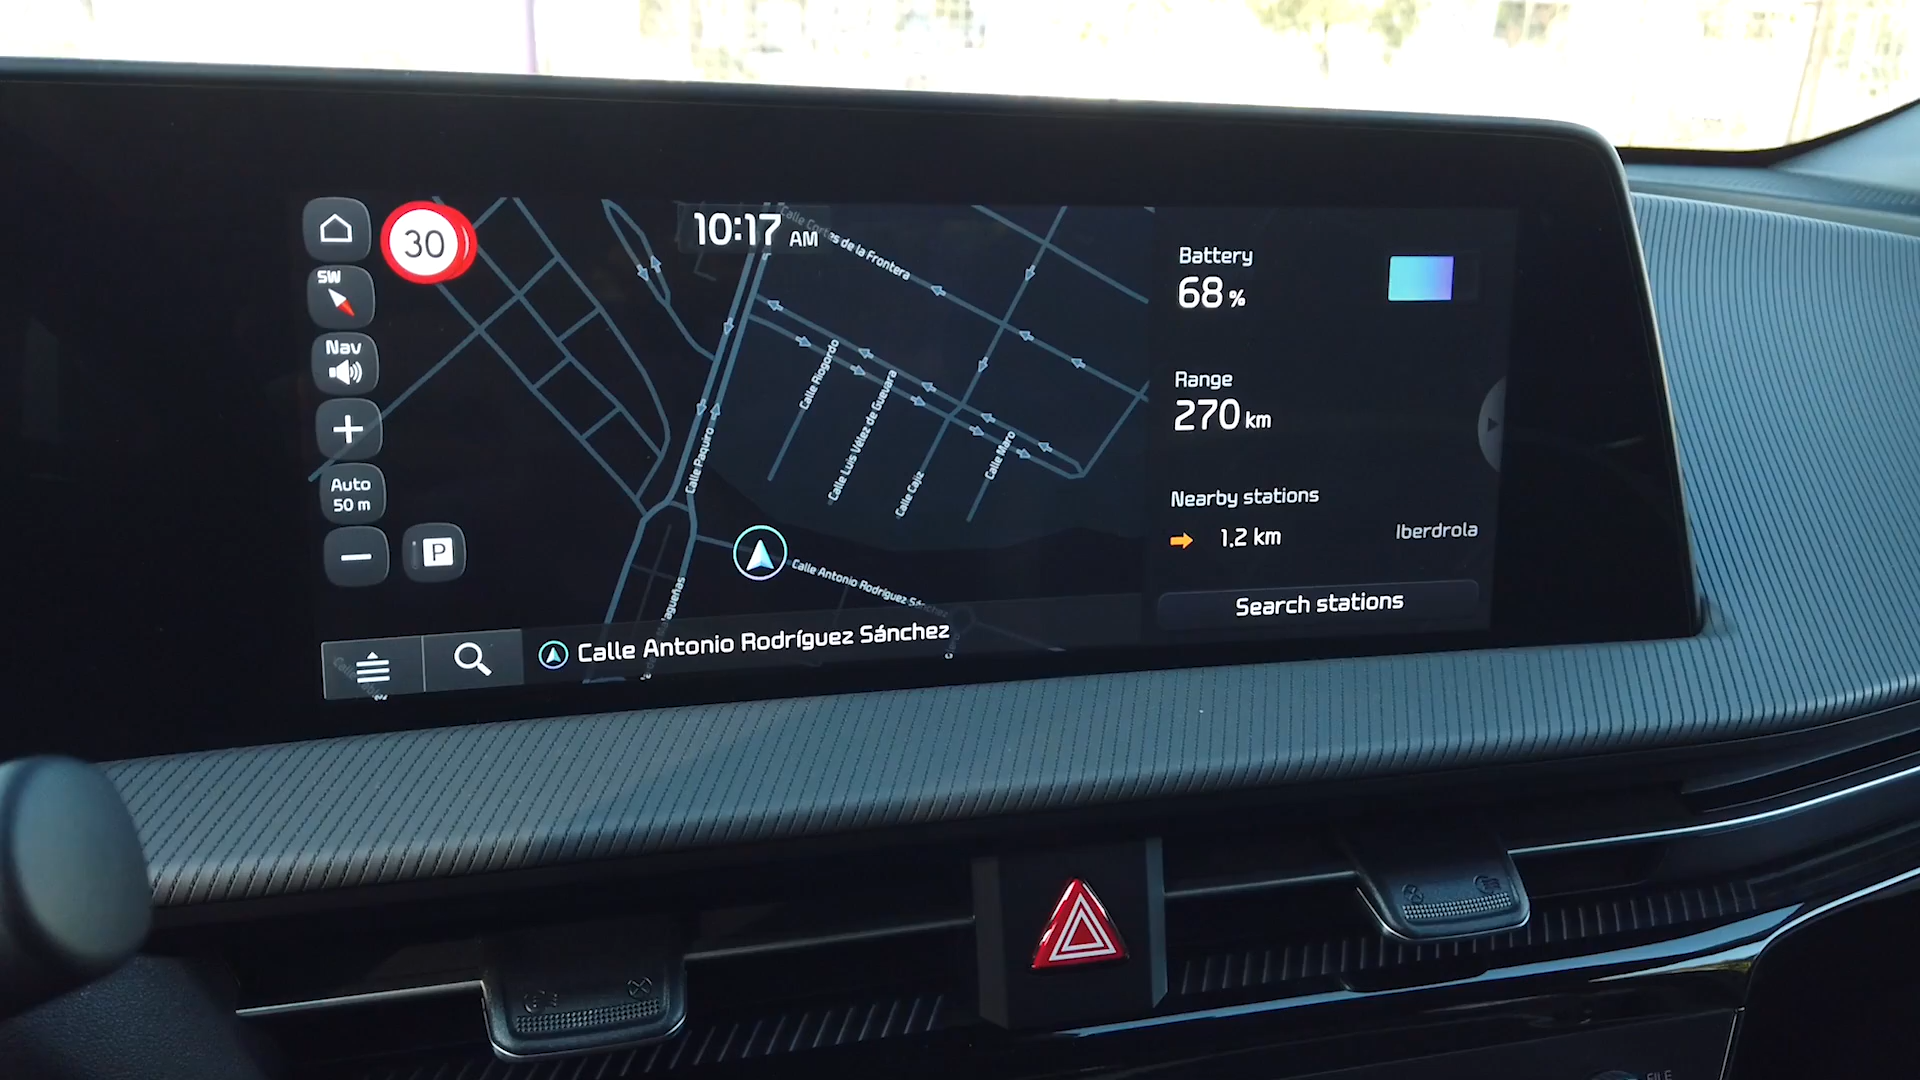 30
10:17 AM
SW
Nav
+
Auto
50 m
−
P
Calle Cortes de la Frontera
Calle Riogordo
Calle Luis Vélez de Guevara
Calle Cajiz
Calle Maro
Calle Paquiro
Calle Antonio Rodríguez Sánchez
Calle Antonio Rodríguez Sánchez
Battery
68 %
Range
270 km
Nearby stations
1,2 km
Iberdrola
Search stations